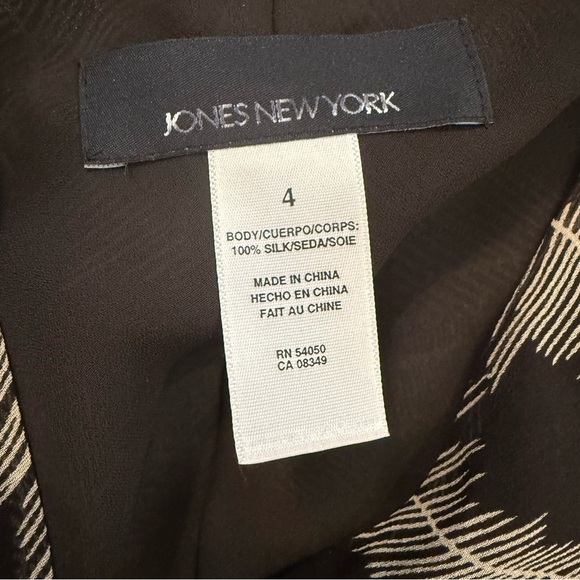 JONES NEW YORK
4
BODY/CUERPO/CORPS:
100% SILK/SEDA/SOIE
MADE IN CHINA
HECHO EN CHINA
FAIT AU CHINE
RN 54050
CA 08349